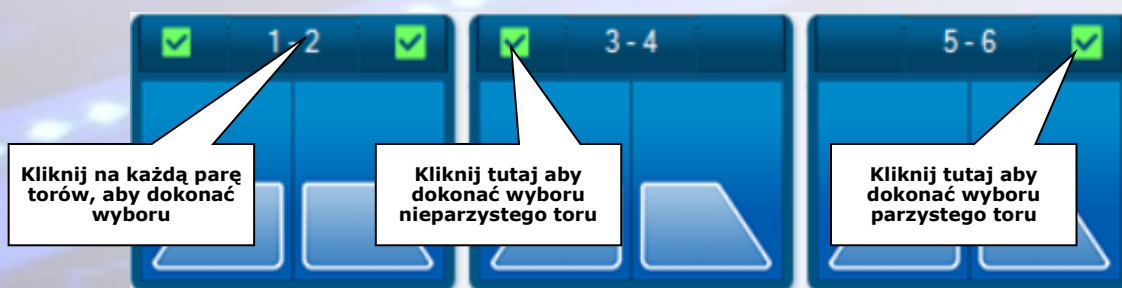 1 - 2
3 - 4
5 - 6
Kliknij na każdą parę
torów, aby dokonać
wyboru
Kliknij tutaj aby
dokonać wyboru
nieparzystego toru
Kliknij tutaj aby
dokonać wyboru
parzystego toru